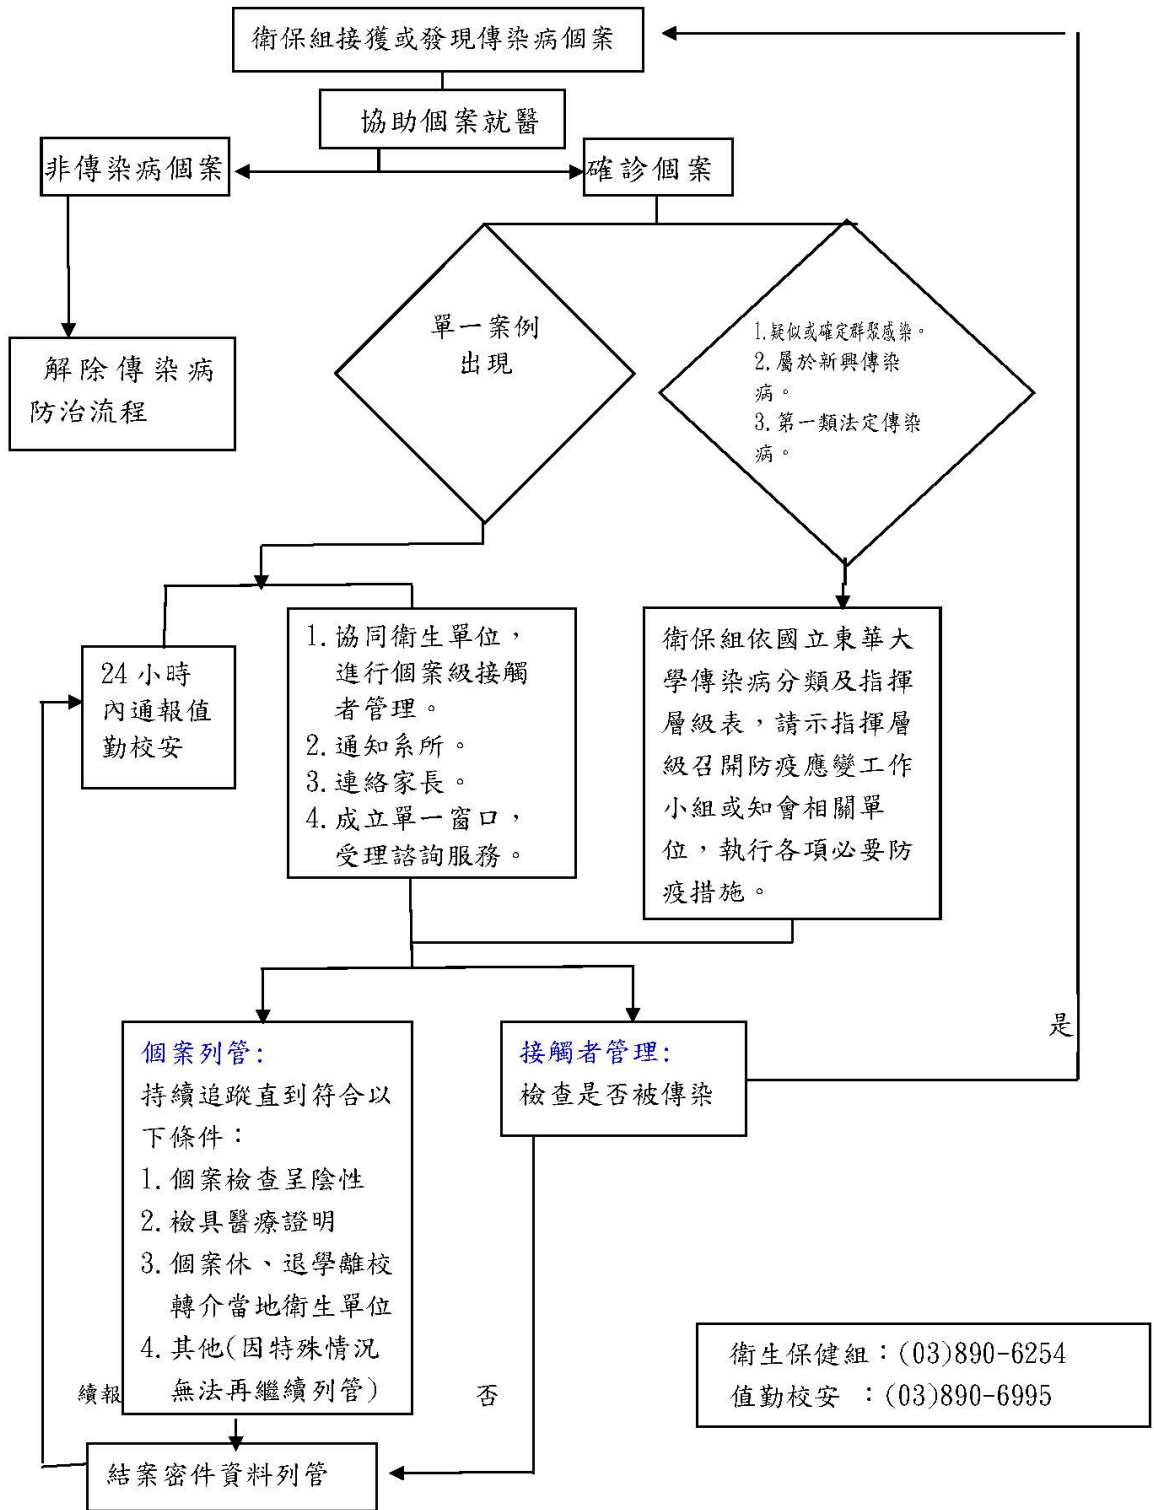 衛保組接獲或發現傳染病個案
協助個案就醫
非傳染病個案
確診個案
單一案例
出現
1.疑似或確定群聚感染。
2.屬於新興傳染
病。
3.第一類法定傳染
病。
解除傳染病
防治流程
24小時
內通報值
勤校安
1.協同衛生單位,
進行個案級接觸
者管理。
2.通知系所。
3.連絡家長。
4.成立單一窗口,
受理諮詢服務。
衛保組依國立東華大
學傳染病分類及指揮
層級表,請示指揮層
級召開防疫應變工作
小組或知會相關單
位,執行各項必要防
疫措施。
個案列管:
持續追蹤直到符合以
下條件:
1.個案檢查呈陰性
2.檢具醫療證明
3.個案休、退學離校
轉介當地衛生單位
4.其他(因特殊情況
無法再繼續列管)
接觸者管理:
檢查是否被傳染
是
續報
否
結案密件資料列管
衛生保健組:(03)890-6254
值勤校安 :(03)890-6995